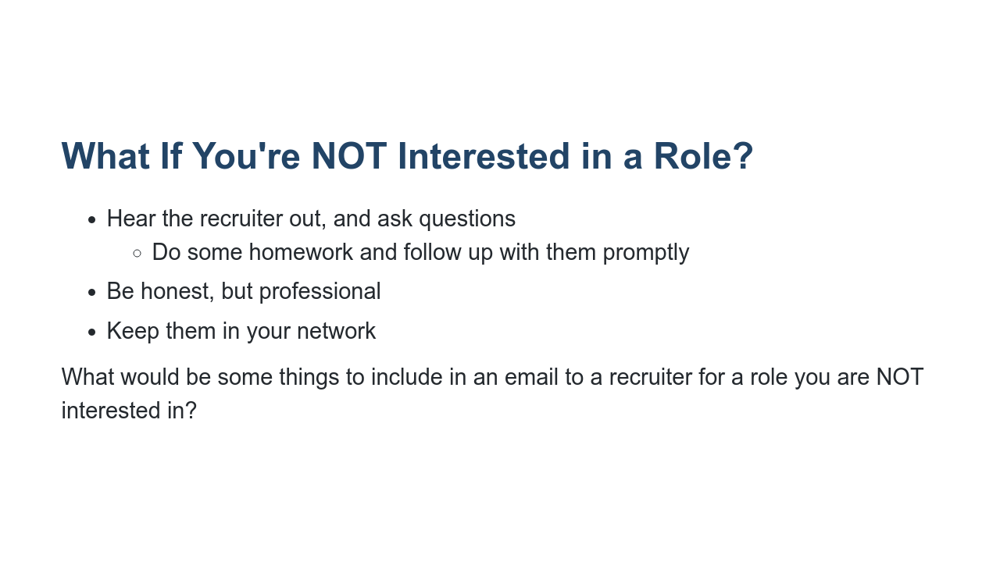 What If You're NOT Interested in a Role?
• Hear the recruiter out, and ask questions
◦ Do some homework and follow up with them promptly
• Be honest, but professional
• Keep them in your network
What would be some things to include in an email to a recruiter for a role you are NOT
interested in?